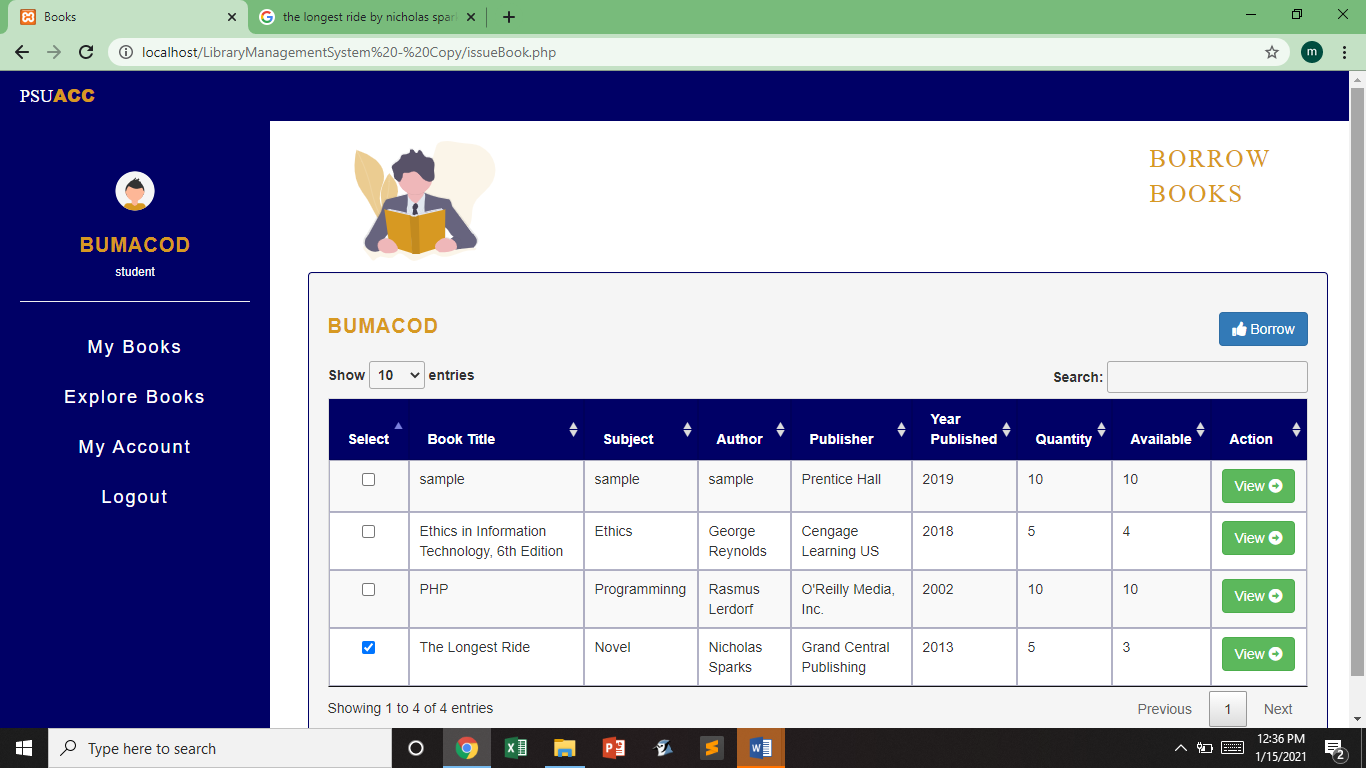 Books
the longest ride by nicholas spar
localhost/LibraryManagementSystem%20-%20Copy/issueBook.php
m
PSUACC
BUMACOD
student
My Books
Explore Books
My Account
Logout
BORROW
BOOKS
BUMACOD
Borrow
Show 10 entries
Search:
Select Book Title Subject Author Publisher Year Published Quantity Available Action
sample sample sample Prentice Hall 2019 10 10 View
Ethics in Information Technology, 6th Edition Ethics George Reynolds Cengage Learning US 2018 5 4 View
PHP Programminng Rasmus Lerdorf O'Reilly Media, Inc. 2002 10 10 View
The Longest Ride Novel Nicholas Sparks Grand Central Publishing 2013 5 3 View
Showing 1 to 4 of 4 entries
Previous 1 Next
Type here to search
12:36 PM
1/15/2021
2